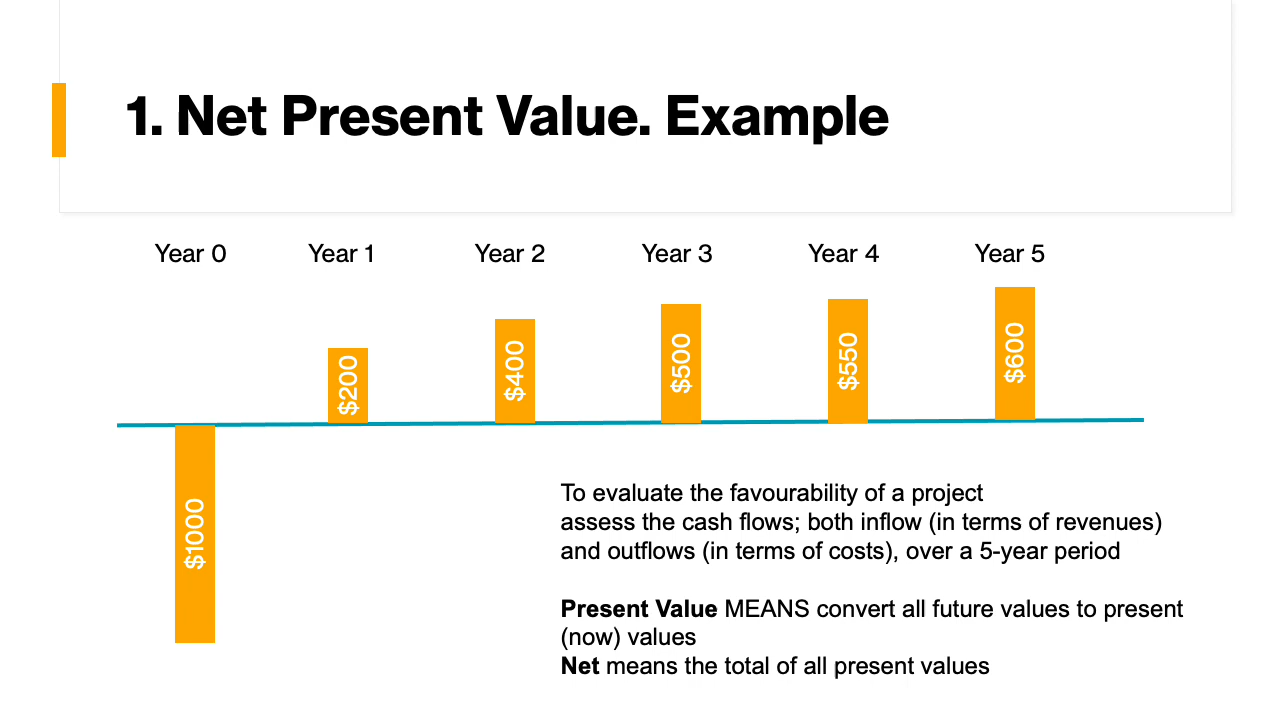 1. Net Present Value. Example
Year 0
Year 1
Year 2
Year 3
Year 4
Year 5
$1000
$200
$400
$500
$550
$600
To evaluate the favourability of a project
assess the cash flows; both inflow (in terms of revenues)
and outflows (in terms of costs), over a 5-year period
Present Value MEANS convert all future values to present
(now) values
Net means the total of all present values